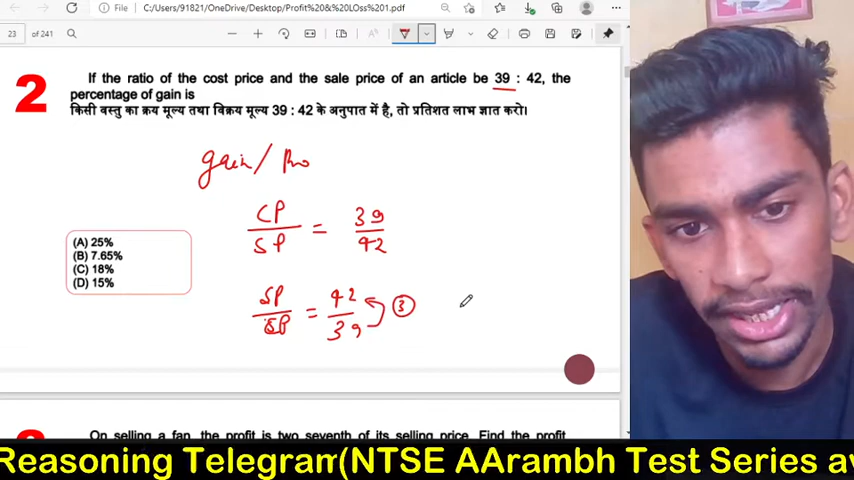 C:/Users/91821/OneDrive/Desktop/Profit%20&%20LOss%201.pdf
23 of 241
2 If the ratio of the cost price and the sale price of an article be 39 : 42, the
percentage of gain is
किसी वस्तु का क्रय मूल्य तथा विक्रय मूल्य 39 : 42 के अनुपात में है, तो प्रतिशत लाभ ज्ञात करो।
gain/
CP
SP
=
39
42
(A) 25%
(B) 7.65%
(C) 18%
(D) 15%
SP
=
42
39
3
On selling a fan, the profit is two seventh of its selling price. Find the profit
Reasoning Telegram(NTSE AArambh Test Series av